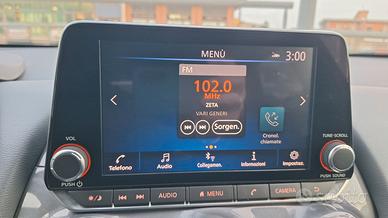 MENÙ
3:00
FM
102.0
MHz
ZETA
VARI GENERI
Sorgen.
Cronol.
chiamate
Telefono
Audio
Collegamen.
Informazioni
Impostaz.
VOL
PUSH
TUNE·SCROLL
PUSH SOUND
AUDIO
MENU
CAMERA